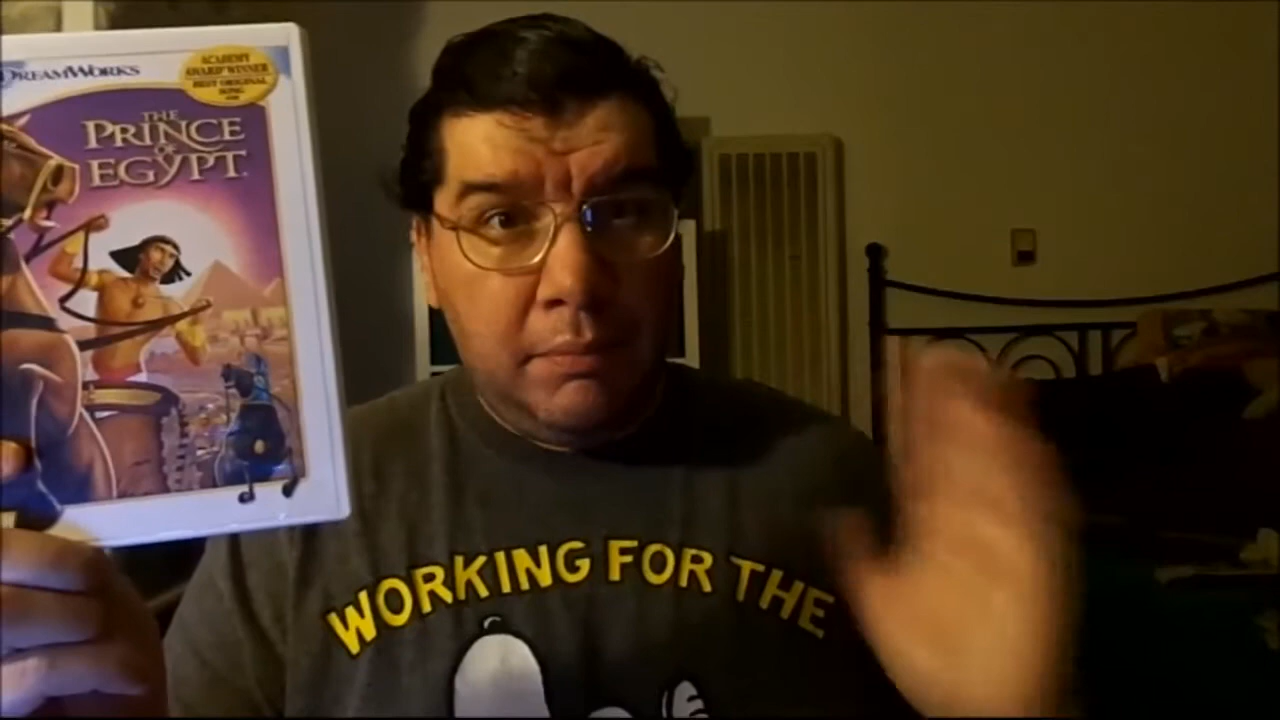 DREAMWORKS
ACADEMY
AWARD WINNER
BEST ORIGINAL
SONG
THE
PRINCE
OF
EGYPT
WORKING FOR THE